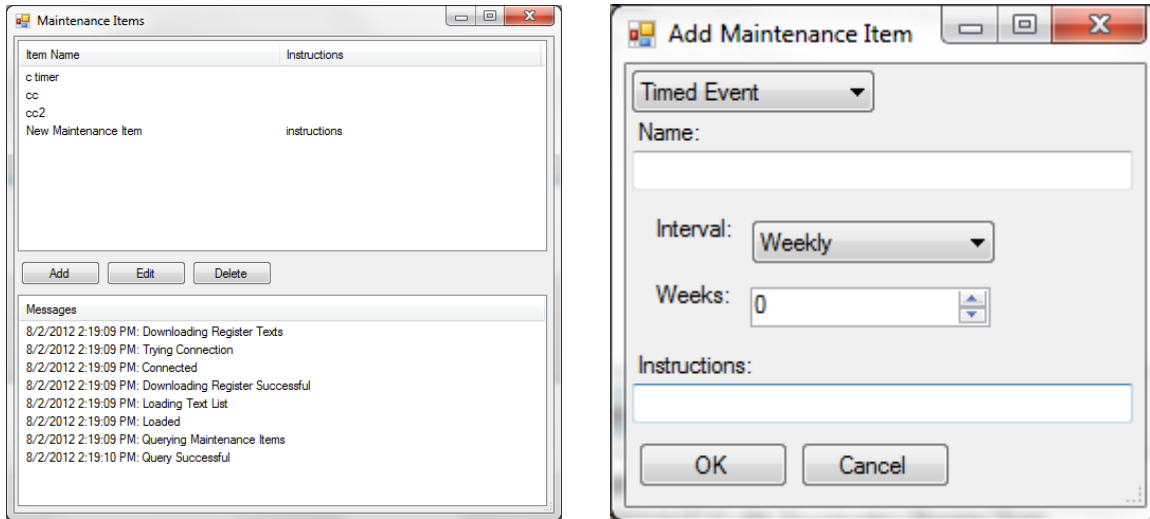 Maintenance Items
Item Name Instructions
c timer
cc
cc2
New Maintenance Item instructions
Add Edit Delete
Messages
8/2/2012 2:19:09 PM: Downloading Register Texts
8/2/2012 2:19:09 PM: Trying Connection
8/2/2012 2:19:09 PM: Connected
8/2/2012 2:19:09 PM: Downloading Register Successful
8/2/2012 2:19:09 PM: Loading Text List
8/2/2012 2:19:09 PM: Loaded
8/2/2012 2:19:09 PM: Querying Maintenance Items
8/2/2012 2:19:10 PM: Query Successful
Add Maintenance Item
Timed Event
Name:
Interval: Weekly
Weeks: 0
Instructions:
OK Cancel